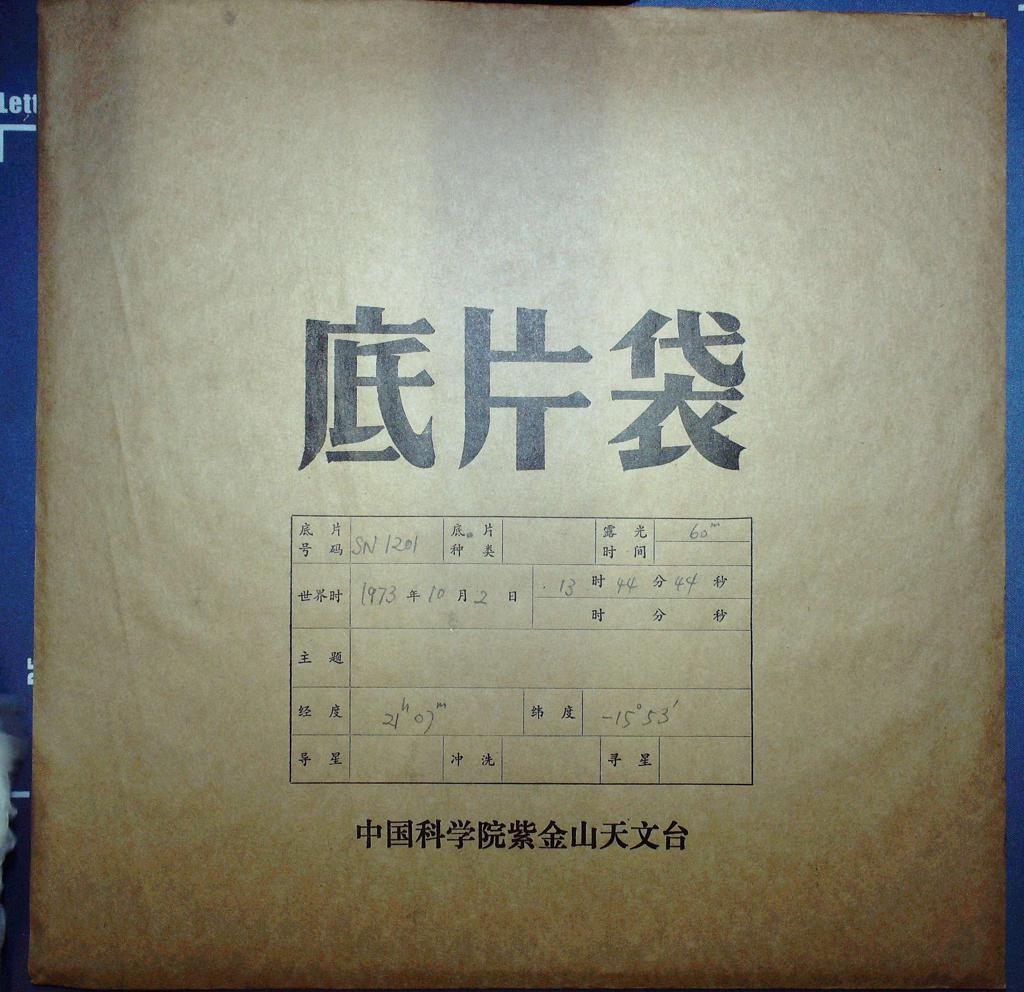 Lett
底片袋
底片号码 SN 1201 底片种类 露光时间 60m
世界时 1973 年 10 月 2 日 13 时 44 分 44 秒
时 分 秒
主题
经度 21h 07m 纬度 -15° 53′
导星 冲洗 寻星
中国科学院紫金山天文台